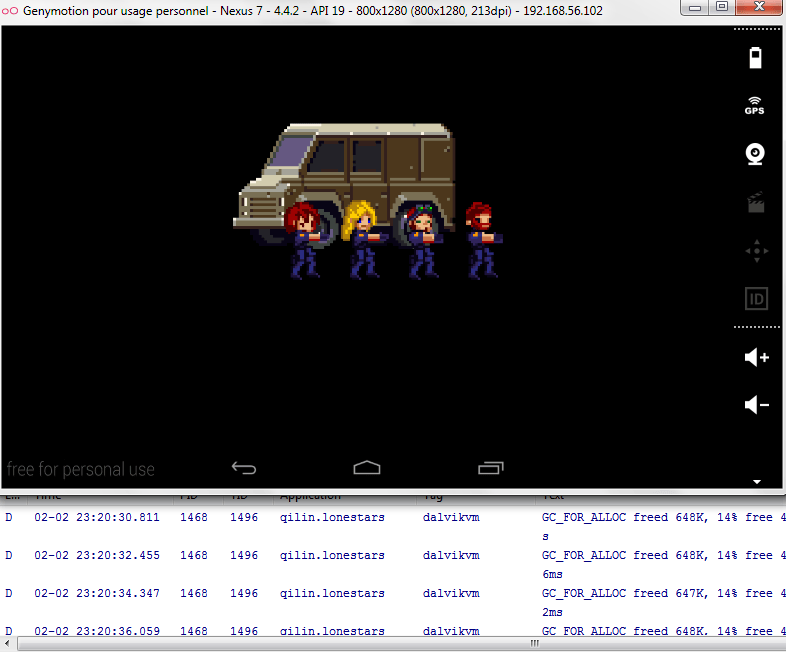 Genymotion pour usage personnel - Nexus 7 - 4.4.2 - API 19 - 800x1280 (800x1280, 213dpi) - 192.168.56.102
GPS
ID
free for personal use
L... Time PID TID Application Tag Text
D 02-02 23:20:30.811 1468 1496 qilin.lonestars dalvikvm GC_FOR_ALLOC freed 648K, 14% free 4
s
D 02-02 23:20:32.455 1468 1496 qilin.lonestars dalvikvm GC_FOR_ALLOC freed 648K, 14% free 4
6ms
D 02-02 23:20:34.347 1468 1496 qilin.lonestars dalvikvm GC_FOR_ALLOC freed 647K, 14% free 4
2ms
D 02-02 23:20:36.059 1468 1496 qilin.lonestars dalvikvm GC_FOR_ALLOC freed 648K, 14% free 4